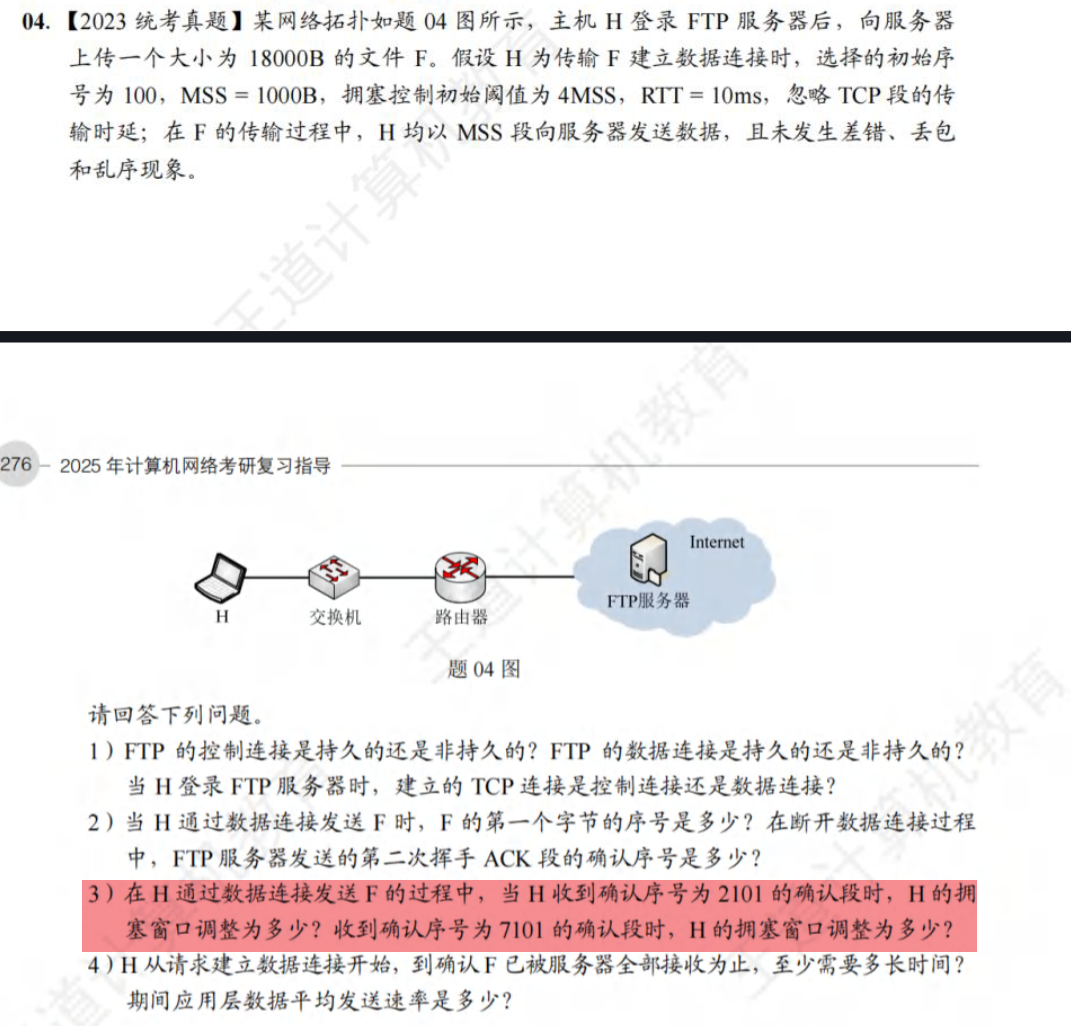 04.【2023 统考真题】某网络拓扑如题 04 图所示，主机 H 登录 FTP 服务器后，向服务器
上传一个大小为 18000B 的文件 F。假设 H 为传输 F 建立数据连接时，选择的初始序
号为 100，MSS = 1000B，拥塞控制初始阈值为 4MSS，RTT = 10ms，忽略 TCP 段的传
输时延；在 F 的传输过程中，H 均以 MSS 段向服务器发送数据，且未发生差错、丢包
和乱序现象。
王道计算机教育
276
2025 年计算机网络考研复习指导
Internet
FTP服务器
H
交换机
路由器
题 04 图
王道计算机教育
请回答下列问题。
1）FTP 的控制连接是持久的还是非持久的？FTP 的数据连接是持久的还是非持久的？
当 H 登录 FTP 服务器时，建立的 TCP 连接是控制连接还是数据连接？
2）当 H 通过数据连接发送 F 时，F 的第一个字节的序号是多少？在断开数据连接过程
中，FTP 服务器发送的第二次挥手 ACK 段的确认序号是多少？
3）在 H 通过数据连接发送 F 的过程中，当 H 收到确认序号为 2101 的确认段时，H 的拥
塞窗口调整为多少？收到确认序号为 7101 的确认段时，H 的拥塞窗口调整为多少？
4）H 从请求建立数据连接开始，到确认 F 已被服务器全部接收为止，至少需要多长时间？
期间应用层数据平均发送速率是多少？